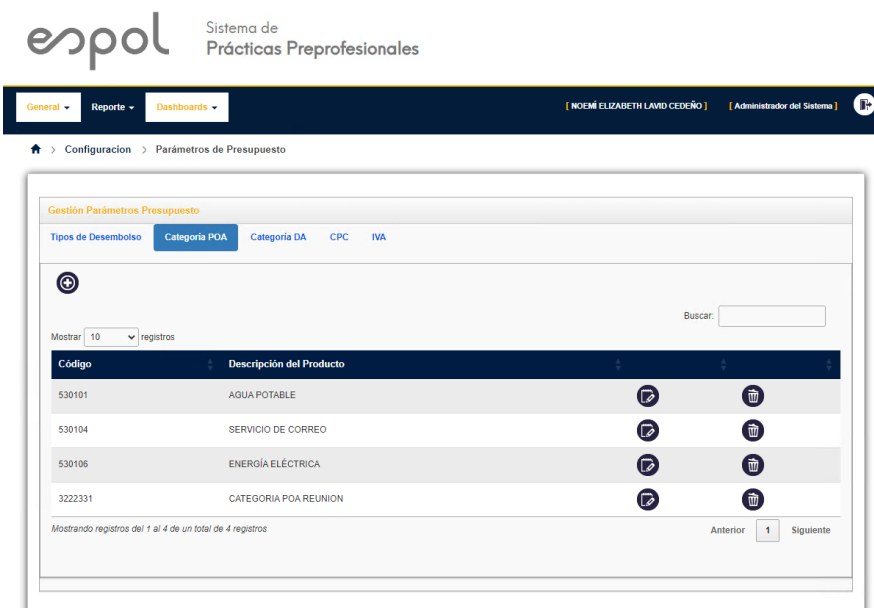 espol
Sistema de
Prácticas Preprofesionales
General Reporte Dashboards [ NOEMÍ ELIZABETH LAVID CEDEÑO ] [ Administrador del Sistema ]
> Configuracion > Parámetros de Presupuesto
Gestión Parámetros Presupuesto
Tipos de Desembolso Categoría POA Categoría DA CPC IVA
Buscar:
Mostrar 10 registros
Código Descripción del Producto
530101 AGUA POTABLE
530104 SERVICIO DE CORREO
530106 ENERGÍA ELÉCTRICA
3222331 CATEGORIA POA REUNION
Mostrando registros del 1 al 4 de un total de 4 registros
Anterior 1 Siguiente